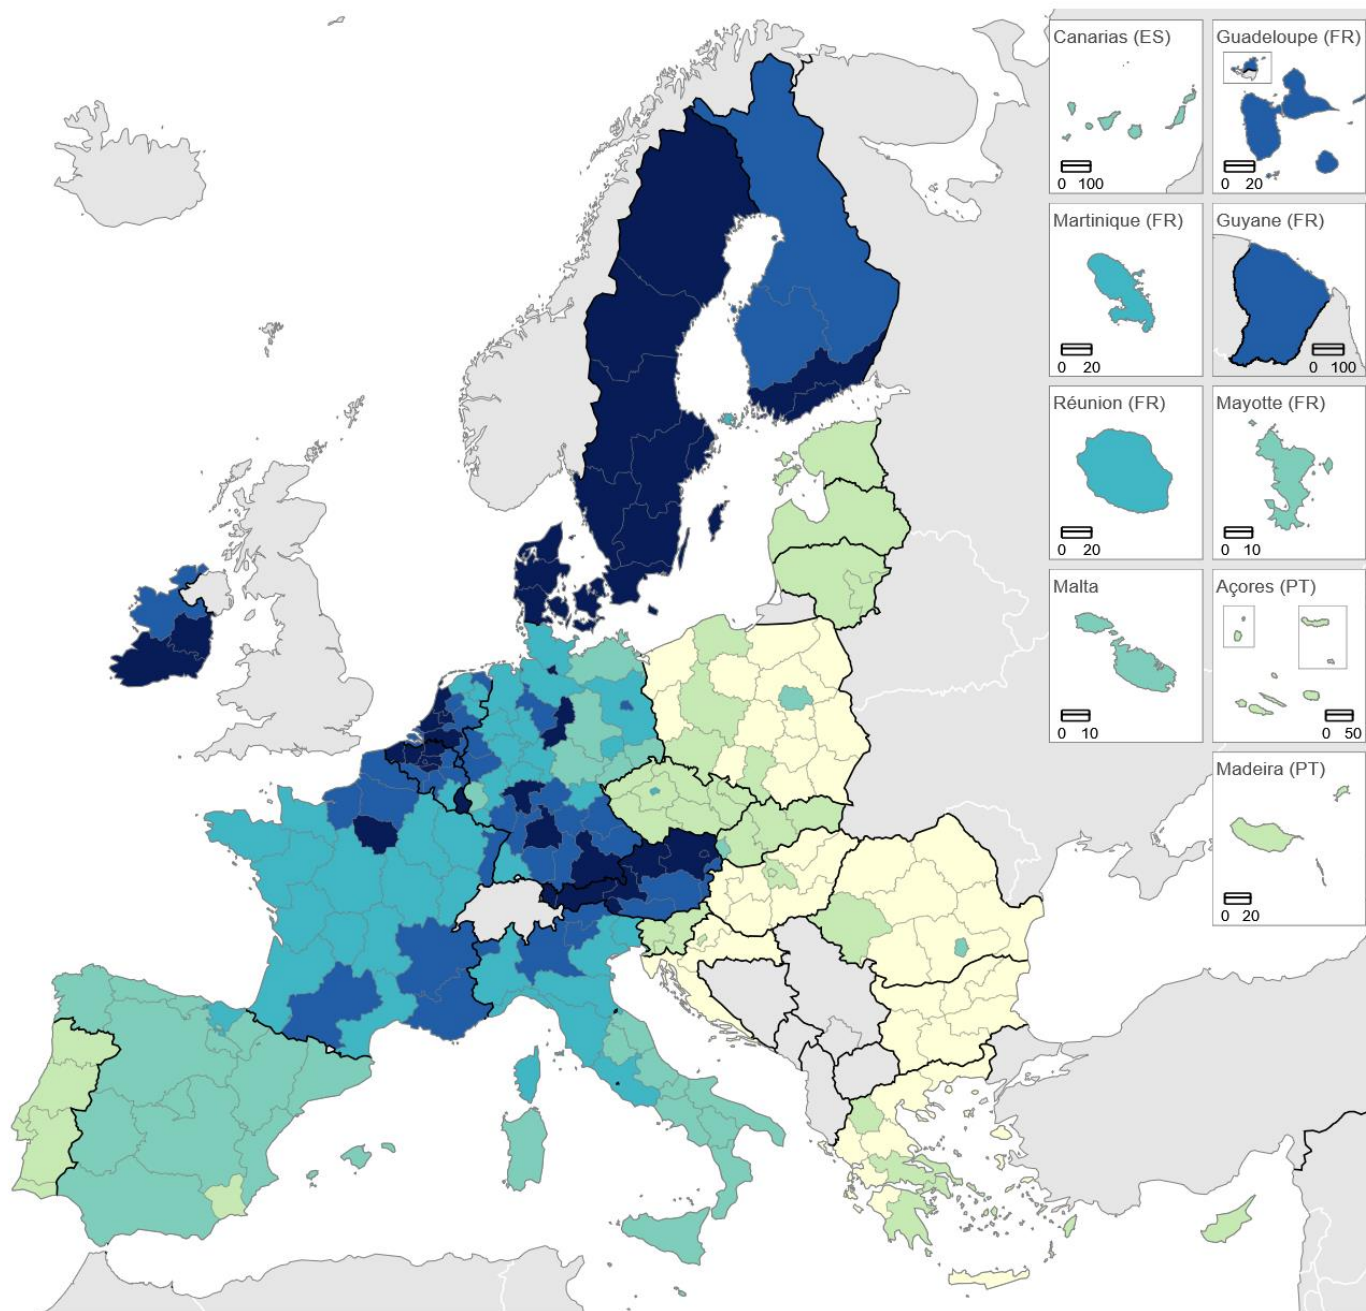 Canarias (ES)
0 100
Guadeloupe (FR)
0 20
Martinique (FR)
0 20
Guyane (FR)
0 100
Réunion (FR)
0 20
Mayotte (FR)
0 10
Malta
0 10
Açores (PT)
0 50
Madeira (PT)
0 20